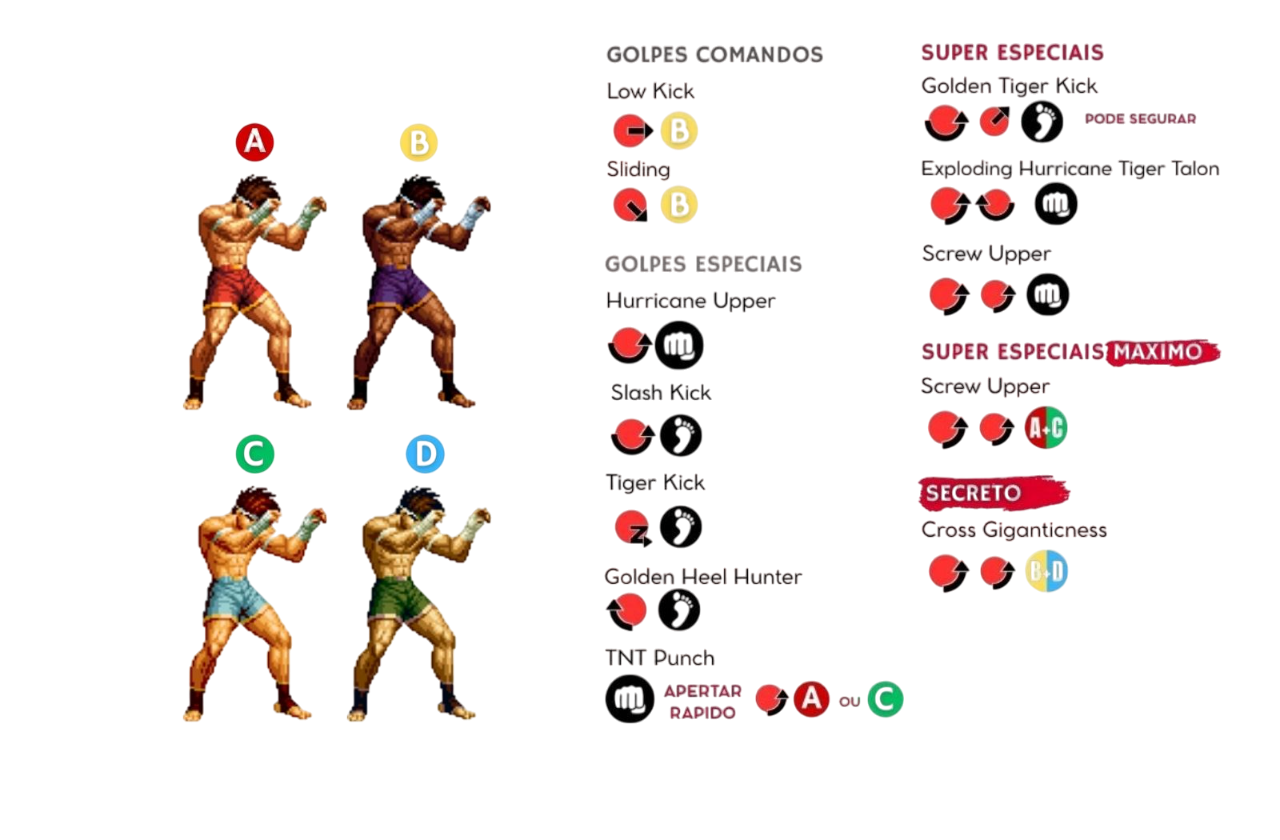 A B
C D
GOLPES COMANDOS
Low Kick
B
Sliding
B
GOLPES ESPECIAIS
Hurricane Upper
Slash Kick
Tiger Kick
Z
Golden Heel Hunter
TNT Punch
APERTAR
RAPIDO
A OU C
SUPER ESPECIAIS
Golden Tiger Kick
PODE SEGURAR
Exploding Hurricane Tiger Talon
Screw Upper
SUPER ESPECIAIS MAXIMO
Screw Upper
A+C
SECRETO
Cross Giganticness
B+D